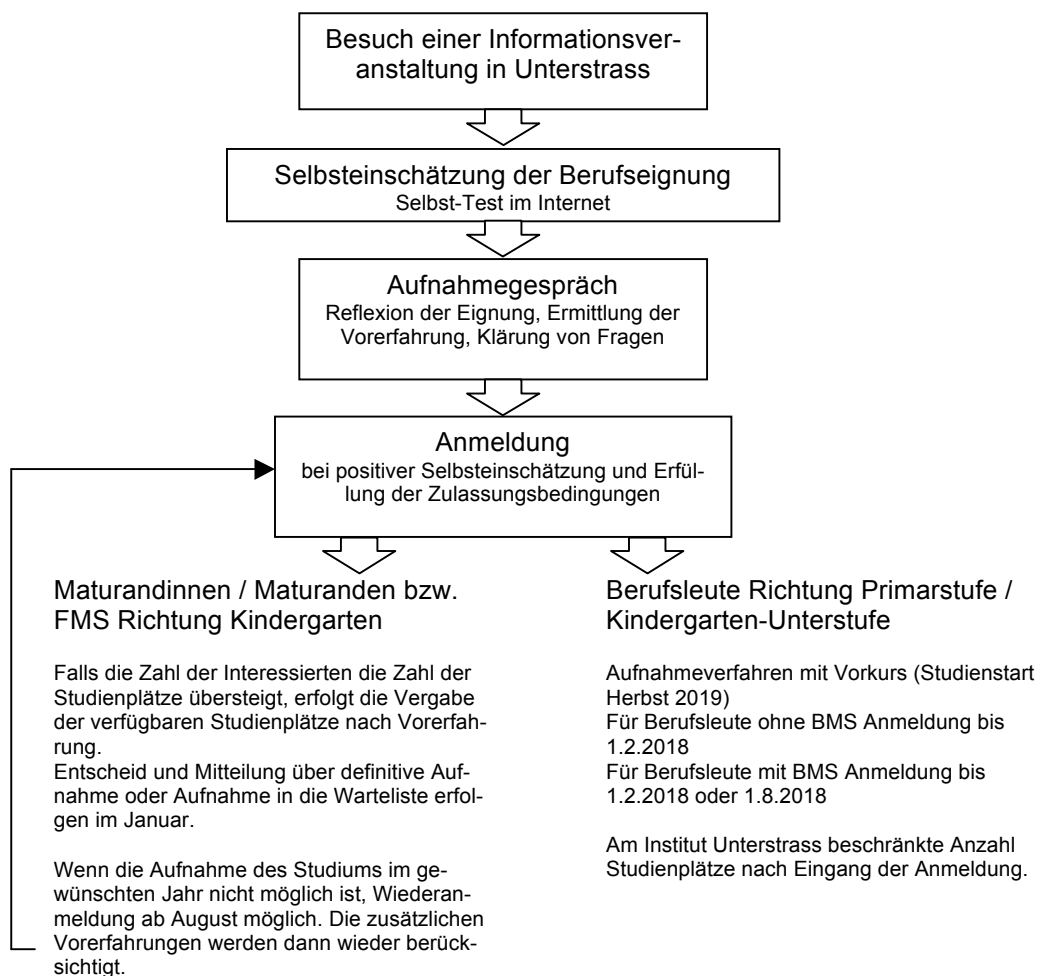 Besuch einer Informationsver-
anstaltung in Unterstrass
Selbsteinschätzung der Berufseignung
Selbst-Test im Internet
Aufnahmegespräch
Reflexion der Eignung, Ermittlung der
Vorerfahrung, Klärung von Fragen
Anmeldung
bei positiver Selbsteinschätzung und Erfül-
lung der Zulassungsbedingungen
Maturandinnen / Maturanden bzw.
FMS Richtung Kindergarten
Falls die Zahl der Interessierten die Zahl der
Studienplätze übersteigt, erfolgt die Vergabe
der verfügbaren Studienplätze nach Vorerfah-
rung.
Entscheid und Mitteilung über definitive Auf-
nahme oder Aufnahme in die Warteliste erfol-
gen im Januar.
Wenn die Aufnahme des Studiums im ge-
wünschten Jahr nicht möglich ist, Wiederan-
meldung ab August möglich. Die zusätzlichen
Vorerfahrungen werden dann wieder berück-
sichtigt.
Berufsleute Richtung Primarstufe /
Kindergarten-Unterstufe
Aufnahmeverfahren mit Vorkurs (Studienstart
Herbst 2019)
Für Berufsleute ohne BMS Anmeldung bis
1.2.2018
Für Berufsleute mit BMS Anmeldung bis
1.2.2018 oder 1.8.2018
Am Institut Unterstrass beschränkte Anzahl
Studienplätze nach Eingang der Anmeldung.